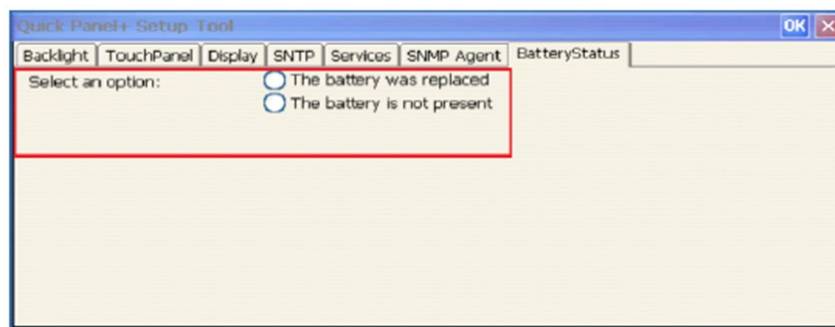 Quick Panel+ Setup Tool OK
Backlight TouchPanel Display SNTP Services SNMP Agent BatteryStatus
Select an option: The battery was replaced
The battery is not present